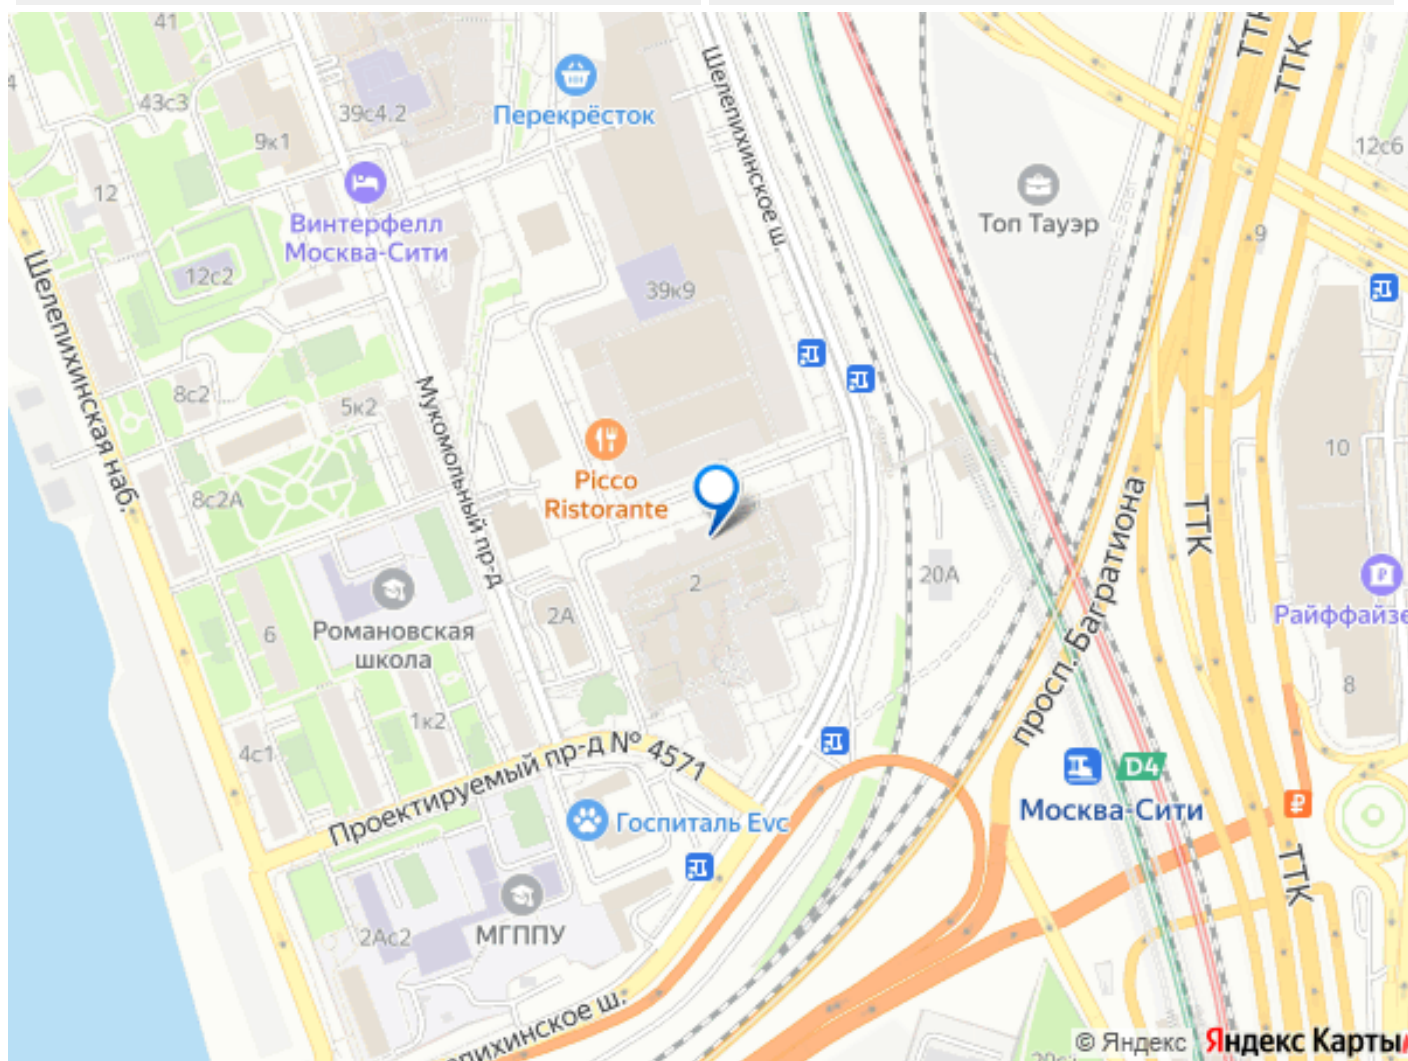 41
ТТК
ТТК
Шелепихинское ш.
43с3
39с4.2
Перекрёсток
9к1
12с6
12
Топ Тауэр
Винтерфелл
Москва-Сити
9
12с2
Шелепихинская наб.
39к9
8с2
5к2
Мукомольный пр-д
10
Picco
Ristorante
8с2А
ТТК
просп. Багратиона
2
20А
2А
6
Романовская
школа
8
1к2
4с1
Проектируемый пр-д № 4571
D4
Москва-Сити
Госпиталь Evc
ТТК
2Ас2
МГППУ
© Яндекс
Яндекс Карты